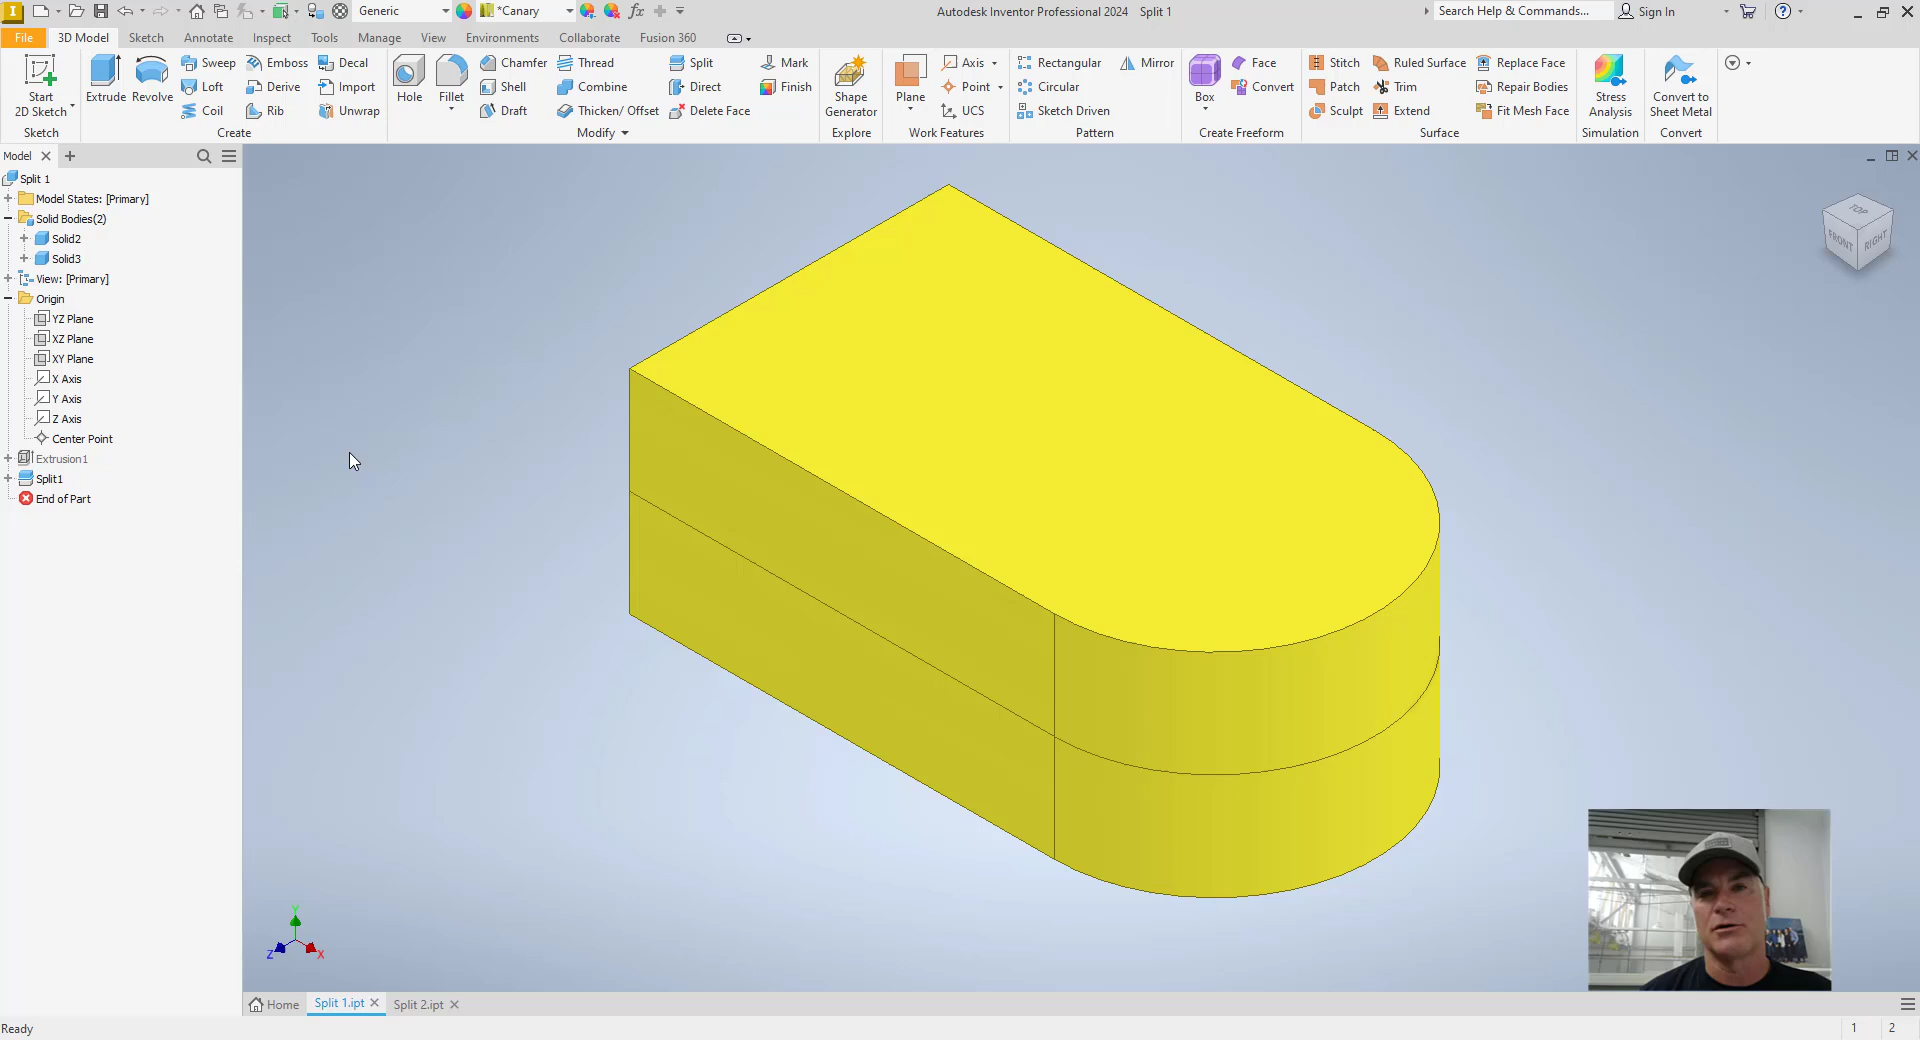 Generic
*Canary
fx
Autodesk Inventor Professional 2024 Split 1
Search Help & Commands...
Sign In
File 3D Model Sketch Annotate Inspect Tools Manage View Environments Collaborate Fusion 360
Start
2D Sketch
Sketch
Extrude
Revolve
Sweep
Loft
Coil
Emboss
Derive
Rib
Decal
Import
Unwrap
Create
Hole
Fillet
Chamfer
Shell
Draft
Thread
Combine
Thicken/ Offset
Split
Direct
Delete Face
Mark
Finish
Modify
Shape
Generator
Explore
Plane
Axis
Point
UCS
Work Features
Rectangular
Circular
Sketch Driven
Mirror
Pattern
Box
Face
Convert
Create Freeform
Stitch
Patch
Sculpt
Ruled Surface
Trim
Extend
Replace Face
Repair Bodies
Fit Mesh Face
Surface
Stress
Analysis
Simulation
Convert to
Sheet Metal
Convert
Model
Split 1
Model States: [Primary]
Solid Bodies(2)
Solid2
Solid3
View: [Primary]
Origin
YZ Plane
XZ Plane
XY Plane
X Axis
Y Axis
Z Axis
Center Point
Extrusion1
Split1
End of Part
TOP
FRONT
RIGHT
Y
Z
X
Home
Split 1.ipt
Split 2.ipt
Ready
1 2